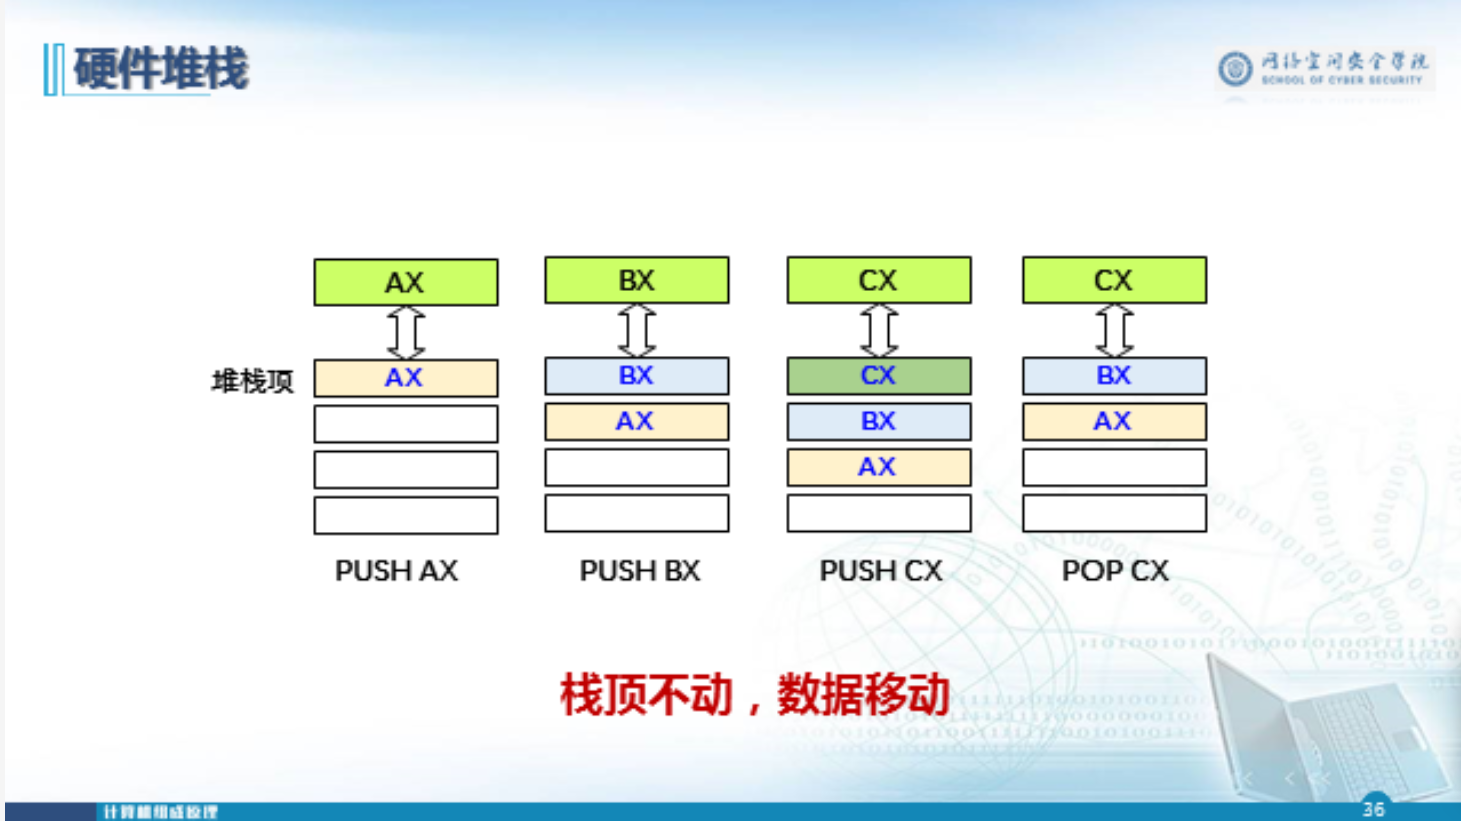 硬件堆栈
网络空间安全学院
SCHOOL OF CYBER SECURITY
AX BX CX CX
堆栈顶 AX BX CX BX
AX BX AX
AX
PUSH AX PUSH BX PUSH CX POP CX
栈顶不动，数据移动
计算机组成原理
36